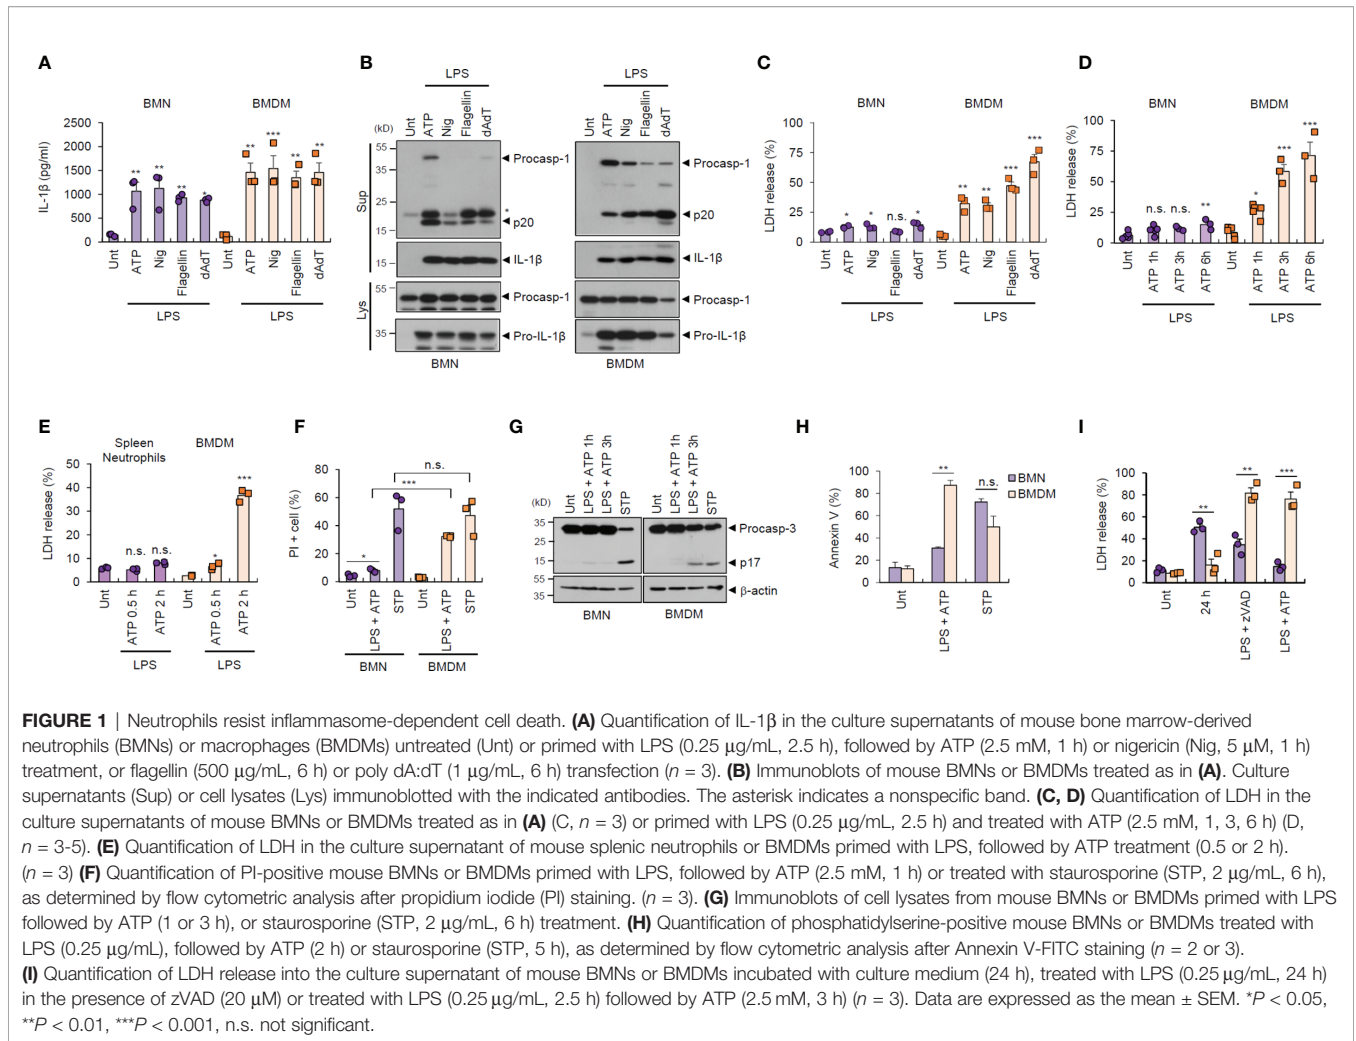 A
BMN BMDM
IL-1β (pg/ml)
2500
2000
1500
1000
500
0
** ** ** * ** *** ** **
Unt ATP Nig Flagellin dAdT Unt ATP Nig Flagellin dAdT
LPS LPS
B
LPS LPS
(kD) Unt ATP Nig Flagellin dAdT Unt ATP Nig Flagellin dAdT
Sup
55
35
25
15
Procasp-1
*
p20
Procasp-1
p20
15
IL-1β
IL-1β
Lys
55
Procasp-1
Procasp-1
35
Pro-IL-1β
Pro-IL-1β
BMN BMDM
C
BMN BMDM
LDH release (%)
100
75
50
25
0
* * n.s. * ** ** *** ***
Unt ATP Nig Flagellin dAdT Unt ATP Nig Flagellin dAdT
LPS LPS
D
BMN BMDM
LDH release (%)
100
75
50
25
0
n.s. n.s. ** * *** ***
Unt ATP 1h ATP 3h ATP 6h Unt ATP 1h ATP 3h ATP 6h
LPS LPS
E
Spleen
Neutrophils
BMDM
LDH release (%)
50
40
30
20
10
0
n.s. n.s. * ***
Unt ATP 0.5 h ATP 2 h Unt ATP 0.5 h ATP 2 h
LPS LPS
F
PI + cell (%)
80
60
40
20
0
n.s.
***
*
Unt LPS + ATP STP Unt LPS + ATP STP
BMN BMDM
G
(kD) Unt LPS + ATP 1h LPS + ATP 3h STP Unt LPS + ATP 1h LPS + ATP 3h STP
35
25
15
Procasp-3
p17
55
35
β-actin
BMN BMDM
H
Annexin V (%)
100
80
60
40
20
0
** n.s.
BMN
BMDM
Unt LPS + ATP STP
I
LDH release (%)
100
80
60
40
20
0
** ** ***
Unt 24 h LPS + zVAD LPS + ATP
FIGURE 1 | Neutrophils resist inflammasome-dependent cell death. (A) Quantification of IL-1β in the culture supernatants of mouse bone marrow-derived
neutrophils (BMNs) or macrophages (BMDMs) untreated (Unt) or primed with LPS (0.25 μg/mL, 2.5 h), followed by ATP (2.5 mM, 1 h) or nigericin (Nig, 5 μM, 1 h)
treatment, or flagellin (500 μg/mL, 6 h) or poly dA:dT (1 μg/mL, 6 h) transfection (n = 3). (B) Immunoblots of mouse BMNs or BMDMs treated as in (A). Culture
supernatants (Sup) or cell lysates (Lys) immunoblotted with the indicated antibodies. The asterisk indicates a nonspecific band. (C, D) Quantification of LDH in the
culture supernatants of mouse BMNs or BMDMs treated as in (A) (C, n = 3) or primed with LPS (0.25 μg/mL, 2.5 h) and treated with ATP (2.5 mM, 1, 3, 6 h) (D,
n = 3-5). (E) Quantification of LDH in the culture supernatant of mouse splenic neutrophils or BMDMs primed with LPS, followed by ATP treatment (0.5 or 2 h).
(n = 3) (F) Quantification of PI-positive mouse BMNs or BMDMs primed with LPS, followed by ATP (2.5 mM, 1 h) or treated with staurosporine (STP, 2 μg/mL, 6 h),
as determined by flow cytometric analysis after propidium iodide (PI) staining. (n = 3). (G) Immunoblots of cell lysates from mouse BMNs or BMDMs primed with LPS
followed by ATP (1 or 3 h), or staurosporine (STP, 2 μg/mL, 6 h) treatment. (H) Quantification of phosphatidylserine-positive mouse BMNs or BMDMs treated with
LPS (0.25 μg/mL), followed by ATP (2 h) or staurosporine (STP, 5 h), as determined by flow cytometric analysis after Annexin V-FITC staining (n = 2 or 3).
(I) Quantification of LDH release into the culture supernatant of mouse BMNs or BMDMs incubated with culture medium (24 h), treated with LPS (0.25 μg/mL, 24 h)
in the presence of zVAD (20 μM) or treated with LPS (0.25 μg/mL, 2.5 h) followed by ATP (2.5 mM, 3 h) (n = 3). Data are expressed as the mean ± SEM. *P < 0.05,
**P < 0.01, ***P < 0.001, n.s. not significant.